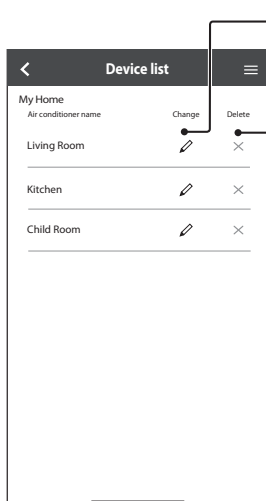 Device list
My Home
Air conditioner name Change Delete
Living Room
Kitchen
Child Room